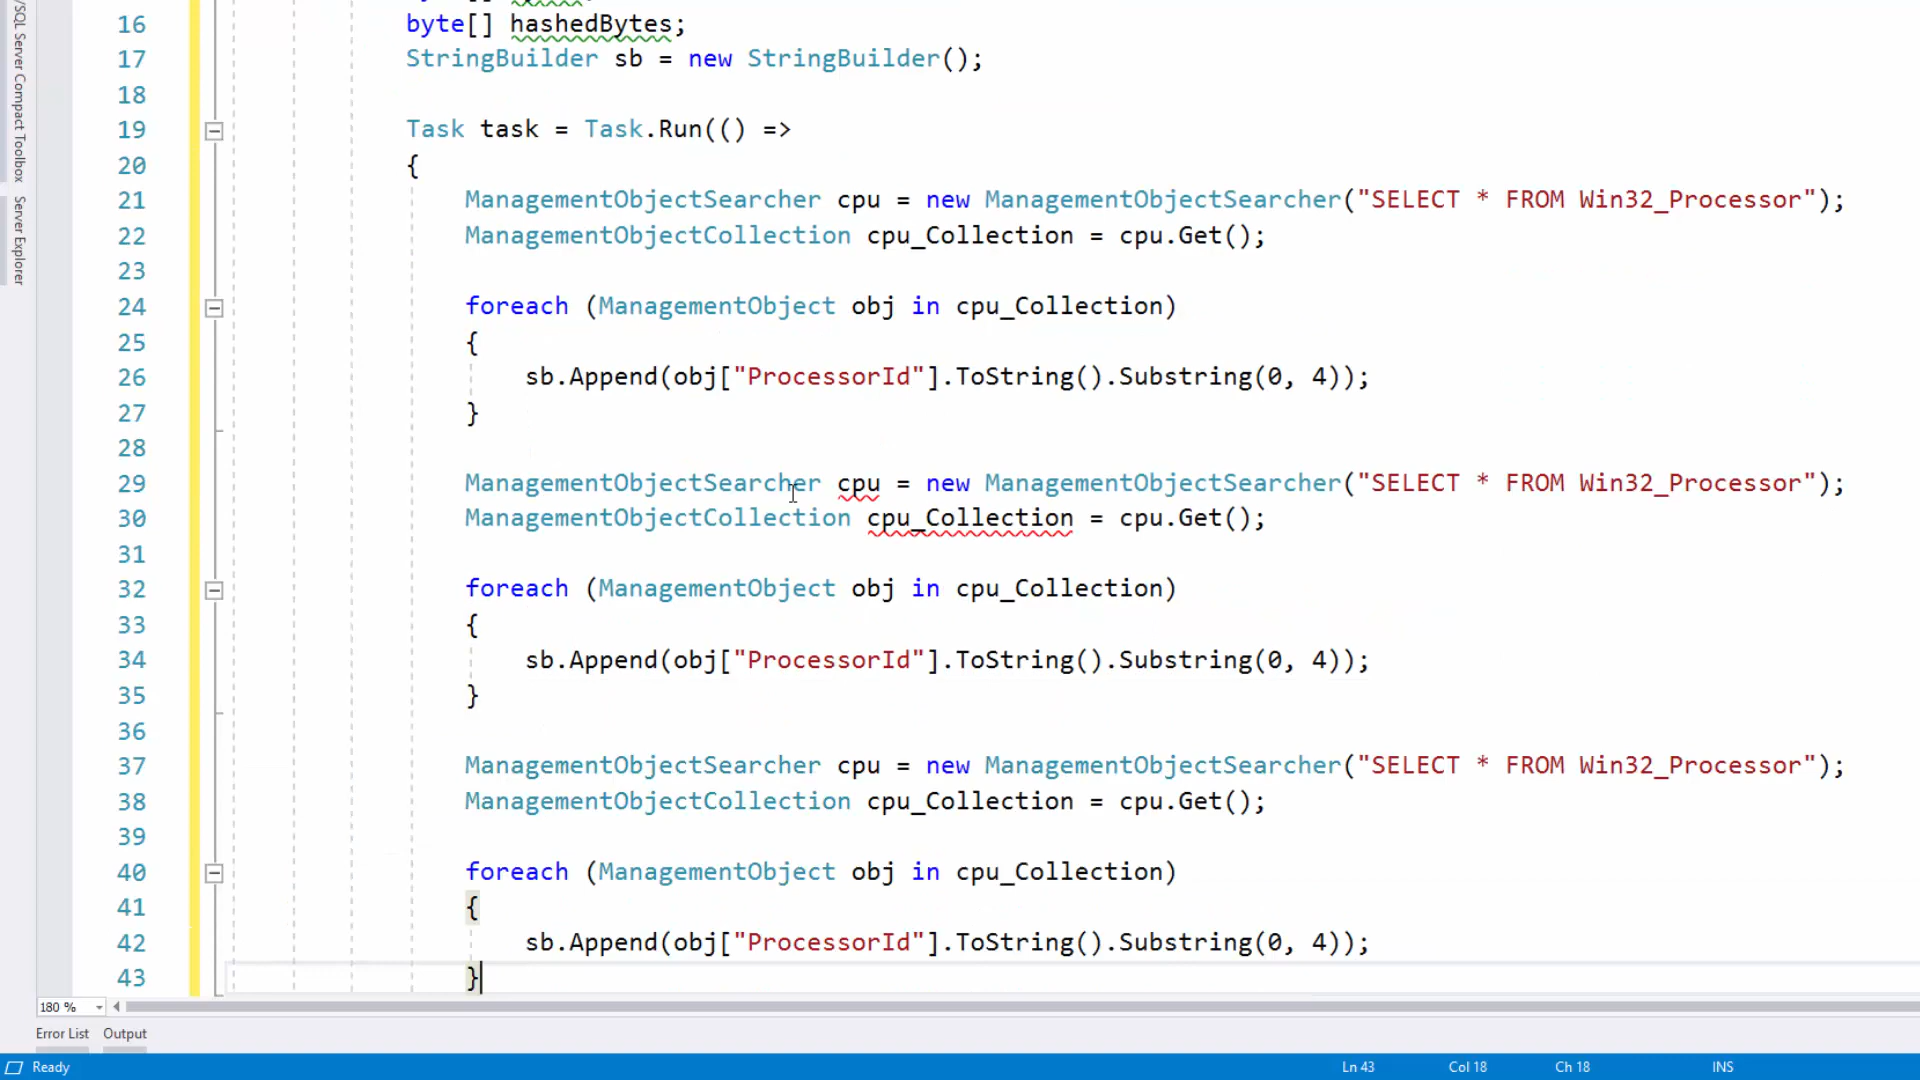 /SQL Server Compact Toolbox
Server Explorer
16 byte[] hashedBytes;
17 StringBuilder sb = new StringBuilder();
18
19 Task task = Task.Run(() =>
20 {
21 ManagementObjectSearcher cpu = new ManagementObjectSearcher("SELECT * FROM Win32_Processor");
22 ManagementObjectCollection cpu_Collection = cpu.Get();
23
24 foreach (ManagementObject obj in cpu_Collection)
25 {
26 sb.Append(obj["ProcessorId"].ToString().Substring(0, 4));
27 }
28
29 ManagementObjectSearcher cpu = new ManagementObjectSearcher("SELECT * FROM Win32_Processor");
30 ManagementObjectCollection cpu_Collection = cpu.Get();
31
32 foreach (ManagementObject obj in cpu_Collection)
33 {
34 sb.Append(obj["ProcessorId"].ToString().Substring(0, 4));
35 }
36
37 ManagementObjectSearcher cpu = new ManagementObjectSearcher("SELECT * FROM Win32_Processor");
38 ManagementObjectCollection cpu_Collection = cpu.Get();
39
40 foreach (ManagementObject obj in cpu_Collection)
41 {
42 sb.Append(obj["ProcessorId"].ToString().Substring(0, 4));
43 }
180 %
Error List Output
Ready Ln 43 Col 18 Ch 18 INS